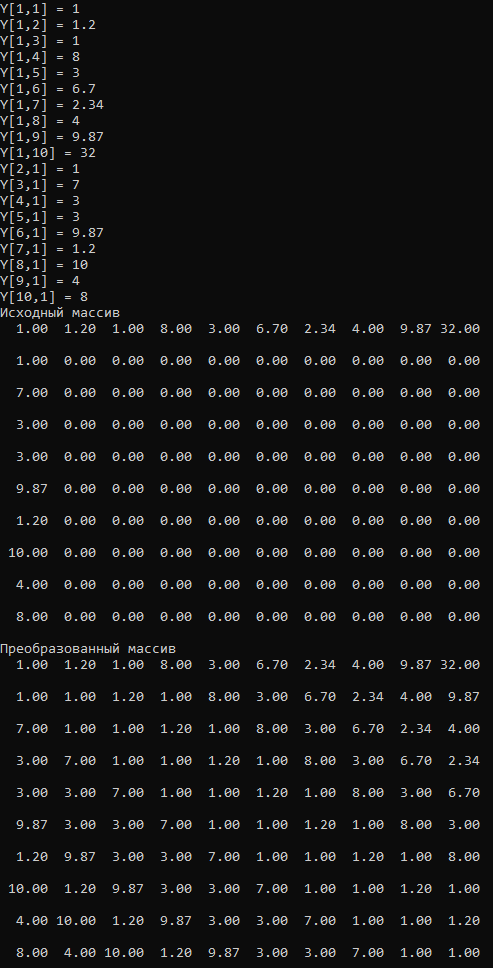 Y[1,1] = 1
Y[1,2] = 1.2
Y[1,3] = 1
Y[1,4] = 8
Y[1,5] = 3
Y[1,6] = 6.7
Y[1,7] = 2.34
Y[1,8] = 4
Y[1,9] = 9.87
Y[1,10] = 32
Y[2,1] = 1
Y[3,1] = 7
Y[4,1] = 3
Y[5,1] = 3
Y[6,1] = 9.87
Y[7,1] = 1.2
Y[8,1] = 10
Y[9,1] = 4
Y[10,1] = 8
Исходный массив
1.00 1.20 1.00 8.00 3.00 6.70 2.34 4.00 9.87 32.00
1.00 0.00 0.00 0.00 0.00 0.00 0.00 0.00 0.00 0.00
7.00 0.00 0.00 0.00 0.00 0.00 0.00 0.00 0.00 0.00
3.00 0.00 0.00 0.00 0.00 0.00 0.00 0.00 0.00 0.00
3.00 0.00 0.00 0.00 0.00 0.00 0.00 0.00 0.00 0.00
9.87 0.00 0.00 0.00 0.00 0.00 0.00 0.00 0.00 0.00
1.20 0.00 0.00 0.00 0.00 0.00 0.00 0.00 0.00 0.00
10.00 0.00 0.00 0.00 0.00 0.00 0.00 0.00 0.00 0.00
4.00 0.00 0.00 0.00 0.00 0.00 0.00 0.00 0.00 0.00
8.00 0.00 0.00 0.00 0.00 0.00 0.00 0.00 0.00 0.00
Преобразованный массив
1.00 1.20 1.00 8.00 3.00 6.70 2.34 4.00 9.87 32.00
1.00 1.00 1.20 1.00 8.00 3.00 6.70 2.34 4.00 9.87
7.00 1.00 1.00 1.20 1.00 8.00 3.00 6.70 2.34 4.00
3.00 7.00 1.00 1.00 1.20 1.00 8.00 3.00 6.70 2.34
3.00 3.00 7.00 1.00 1.00 1.20 1.00 8.00 3.00 6.70
9.87 3.00 3.00 7.00 1.00 1.00 1.20 1.00 8.00 3.00
1.20 9.87 3.00 3.00 7.00 1.00 1.00 1.20 1.00 8.00
10.00 1.20 9.87 3.00 3.00 7.00 1.00 1.00 1.20 1.00
4.00 10.00 1.20 9.87 3.00 3.00 7.00 1.00 1.00 1.20
8.00 4.00 10.00 1.20 9.87 3.00 3.00 7.00 1.00 1.00